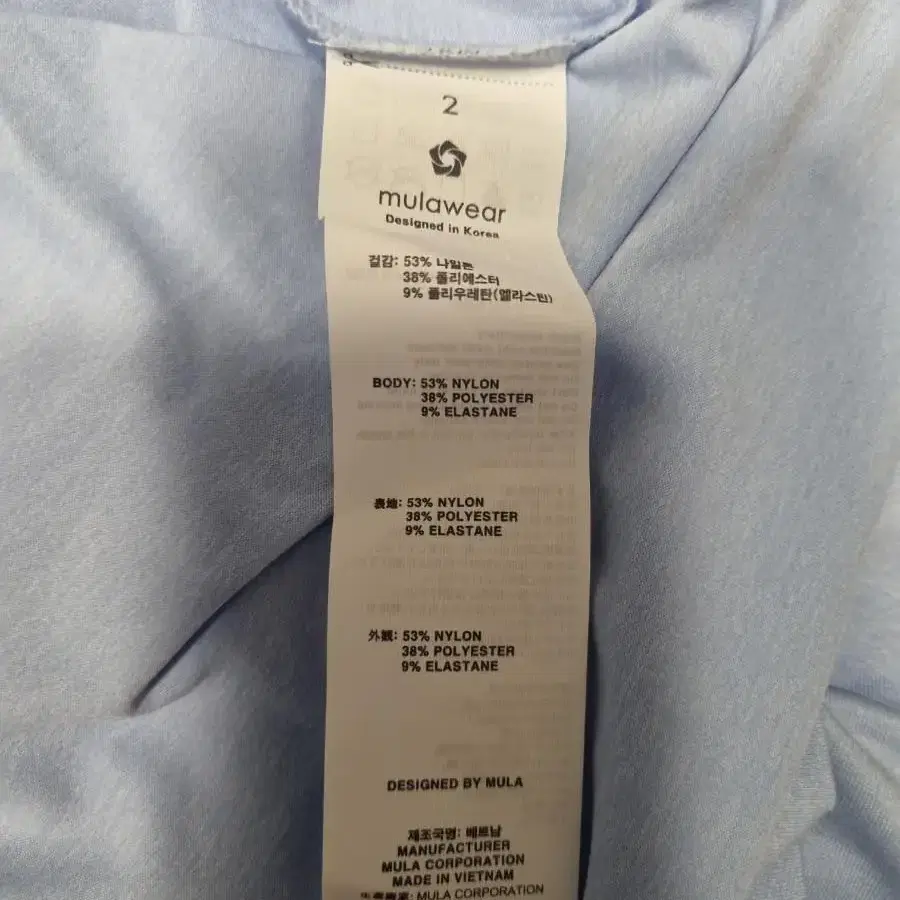 2
mulawear
Designed in Korea
겉감: 53% 나일론
38% 폴리에스터
9% 폴리우레탄(엘라스틴)
BODY: 53% NYLON
38% POLYESTER
9% ELASTANE
表地: 53% NYLON
38% POLYESTER
9% ELASTANE
外観: 53% NYLON
38% POLYESTER
9% ELASTANE
DESIGNED BY MULA
제조국명: 베트남
MANUFACTURER
MULA CORPORATION
MADE IN VIETNAM
MULA CORPORATION